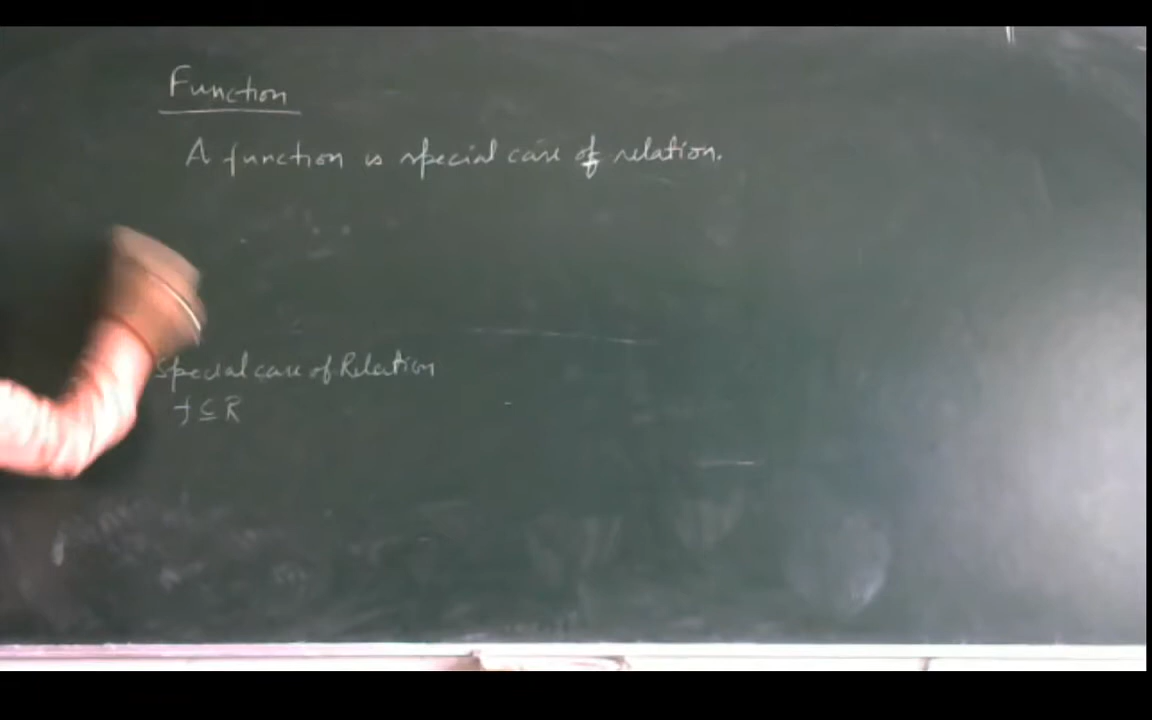 Function
A function is special case of relation.
Special case of Relation
f ⊆ R